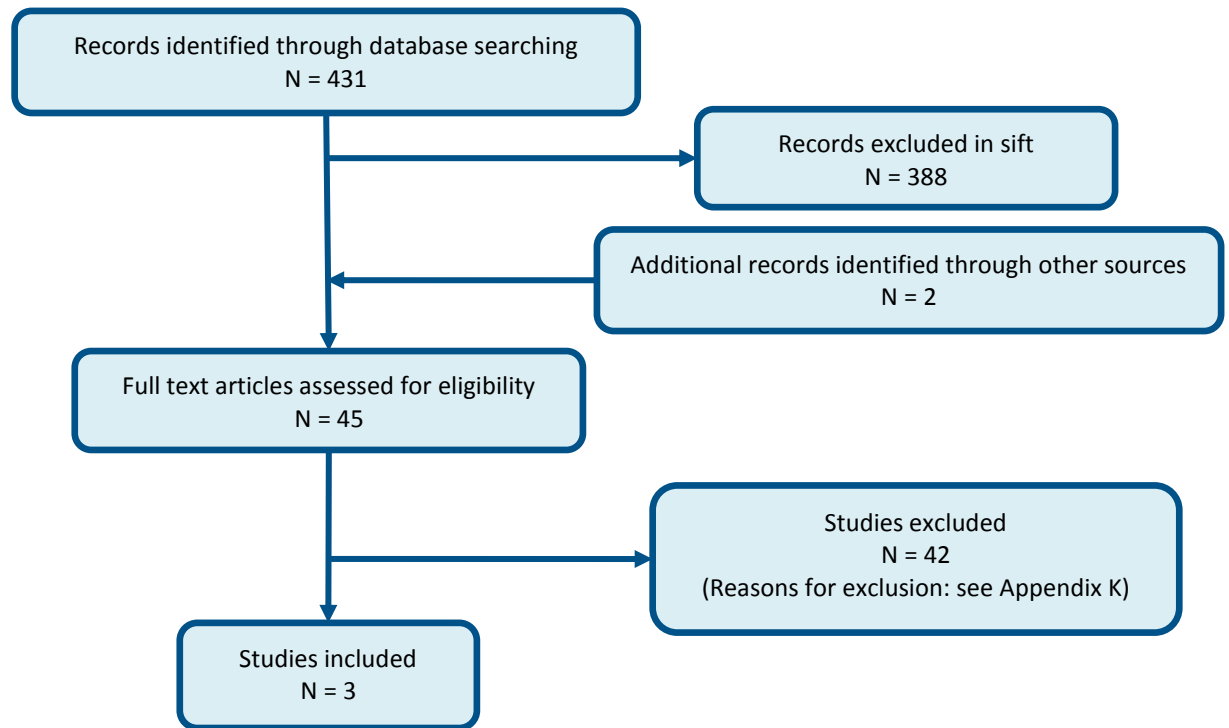 Records identified through database searching
N = 431
Records excluded in sift
N = 388
Additional records identified through other sources
N = 2
Full text articles assessed for eligibility
N = 45
Studies excluded
N = 42
(Reasons for exclusion: see Appendix K)
Studies included
N = 3